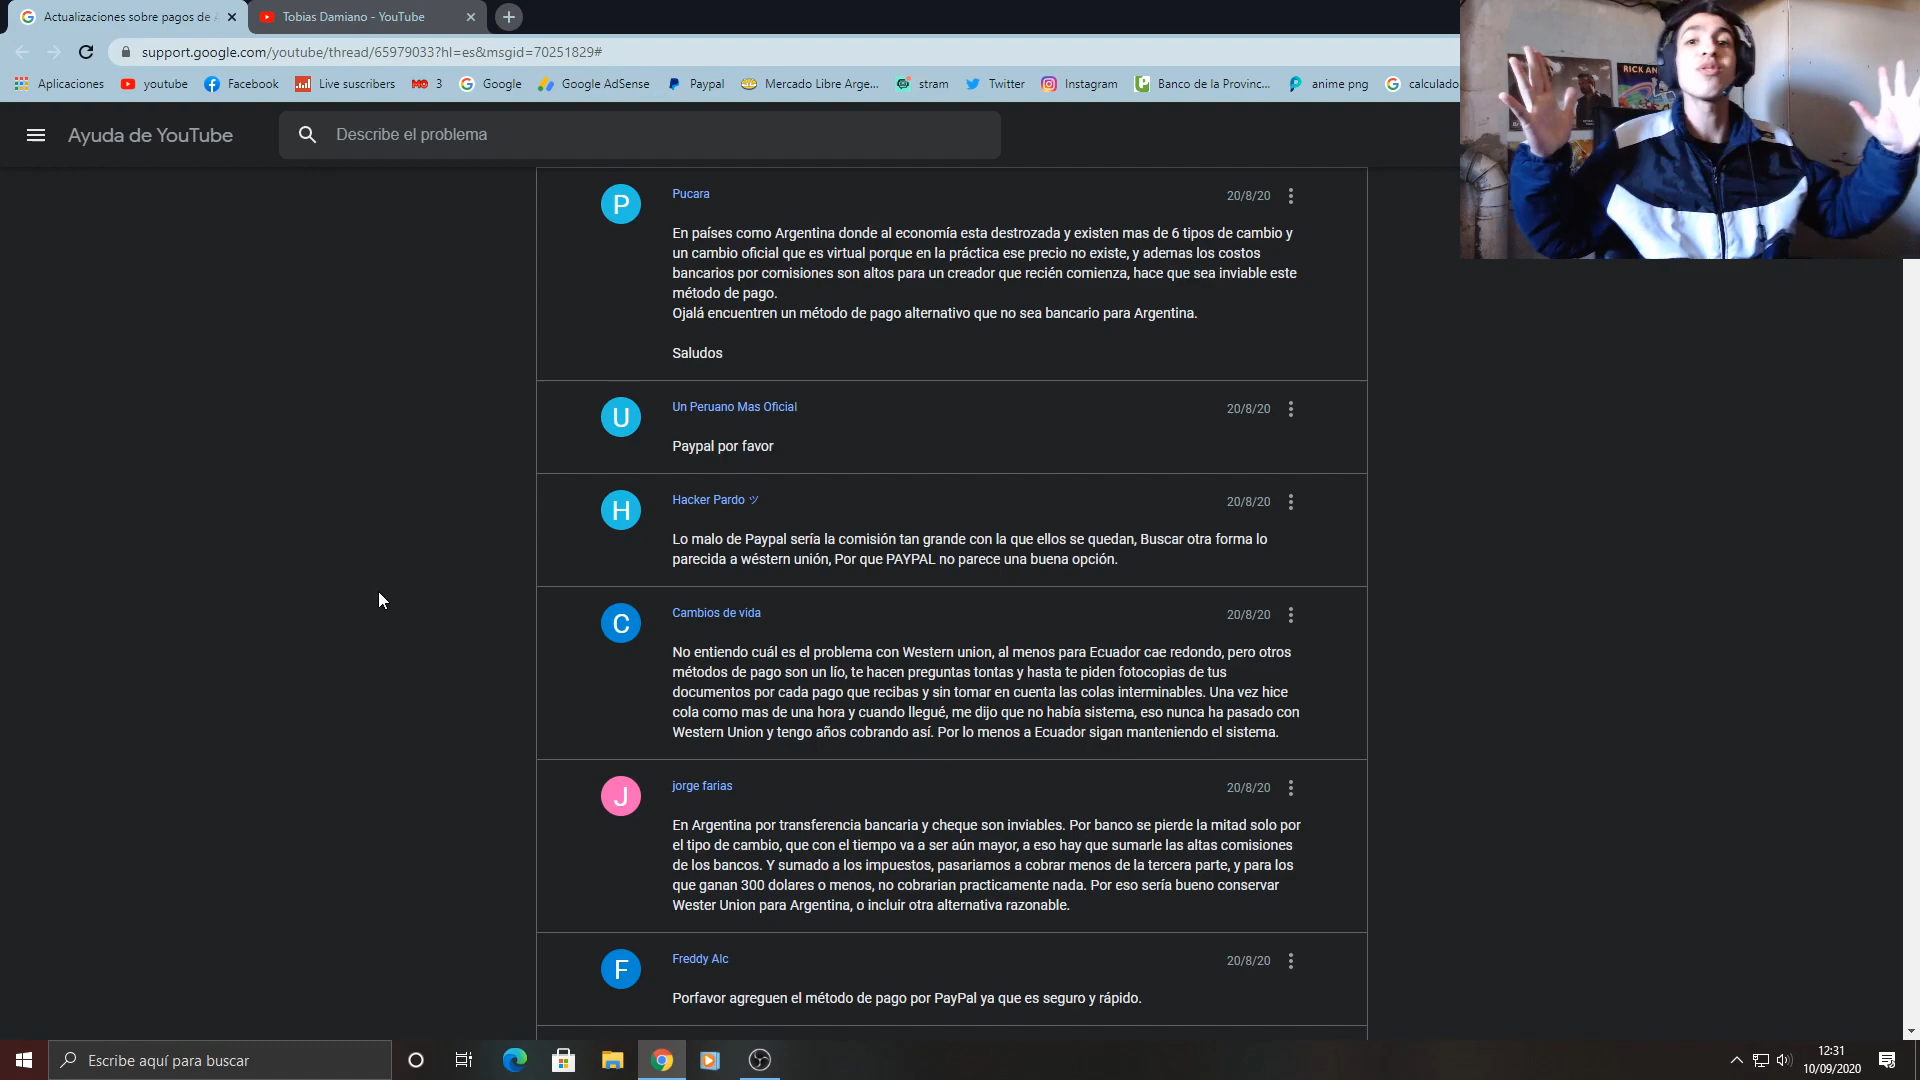 Actualizaciones sobre pagos de
Tobias Damiano - YouTube
support.google.com/youtube/thread/65979033?hl=es&msgid=70251829#
Aplicaciones
youtube
Facebook
Live suscribers
MO 3
Google
Google AdSense
Paypal
Mercado Libre Arge...
stram
Twitter
Instagram
Banco de la Provinc...
anime png
calculado
Ayuda de YouTube
Describe el problema
RICK AN
P
Pucara
20/8/20
En países como Argentina donde al economía esta destrozada y existen mas de 6 tipos de cambio y
un cambio oficial que es virtual porque en la práctica ese precio no existe, y ademas los costos
bancarios por comisiones son altos para un creador que recién comienza, hace que sea inviable este
método de pago.
Ojalá encuentren un método de pago alternativo que no sea bancario para Argentina.
Saludos
U
Un Peruano Mas Oficial
20/8/20
Paypal por favor
H
Hacker Pardo ツ
20/8/20
Lo malo de Paypal sería la comisión tan grande con la que ellos se quedan, Buscar otra forma lo
parecida a wéstern unión, Por que PAYPAL no parece una buena opción.
C
Cambios de vida
20/8/20
No entiendo cuál es el problema con Western union, al menos para Ecuador cae redondo, pero otros
métodos de pago son un lío, te hacen preguntas tontas y hasta te piden fotocopias de tus
documentos por cada pago que recibas y sin tomar en cuenta las colas interminables. Una vez hice
cola como mas de una hora y cuando llegué, me dijo que no había sistema, eso nunca ha pasado con
Western Union y tengo años cobrando así. Por lo menos a Ecuador sigan manteniendo el sistema.
J
jorge farias
20/8/20
En Argentina por transferencia bancaria y cheque son inviables. Por banco se pierde la mitad solo por
el tipo de cambio, que con el tiempo va a ser aún mayor, a eso hay que sumarle las altas comisiones
de los bancos. Y sumado a los impuestos, pasariamos a cobrar menos de la tercera parte, y para los
que ganan 300 dolares o menos, no cobrarian practicamente nada. Por eso sería bueno conservar
Wester Union para Argentina, o incluir otra alternativa razonable.
F
Freddy Alc
20/8/20
Porfavor agreguen el método de pago por PayPal ya que es seguro y rápido.
Escribe aquí para buscar
12:31
10/09/2020